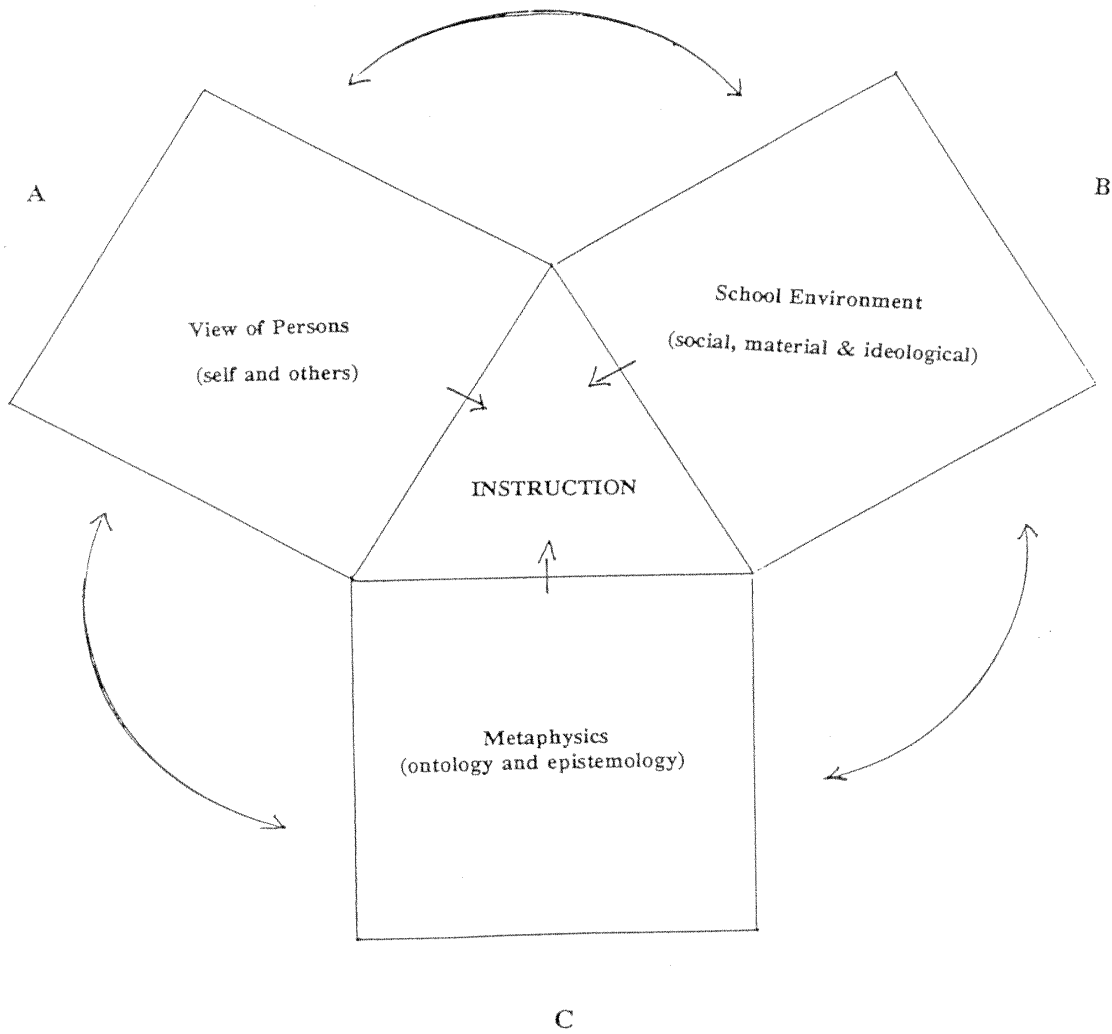 A
B
View of Persons
(self and others)
School Environment
(social, material & ideological)
INSTRUCTION
Metaphysics
(ontology and epistemology)
C